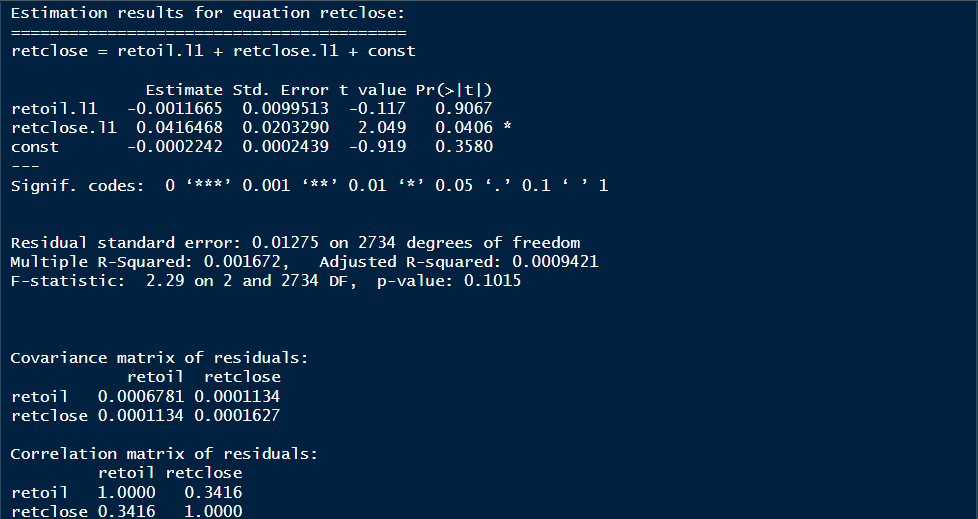 Estimation results for equation retclose:
=========================================
retclose = retoil.l1 + retclose.l1 + const
Estimate Std. Error t value Pr(>|t|)
retoil.l1 -0.0011665 0.0099513 -0.117 0.9067
retclose.l1 0.0416468 0.0203290 2.049 0.0406 *
const -0.0002242 0.0002439 -0.919 0.3580
---
Signif. codes: 0 ‘***’ 0.001 ‘**’ 0.01 ‘*’ 0.05 ‘.’ 0.1 ‘ ’ 1
Residual standard error: 0.01275 on 2734 degrees of freedom
Multiple R-Squared: 0.001672, Adjusted R-squared: 0.0009421
F-statistic: 2.29 on 2 and 2734 DF, p-value: 0.1015
Covariance matrix of residuals:
retoil retclose
retoil 0.0006781 0.0001134
retclose 0.0001134 0.0001627
Correlation matrix of residuals:
retoil retclose
retoil 1.0000 0.3416
retclose 0.3416 1.0000